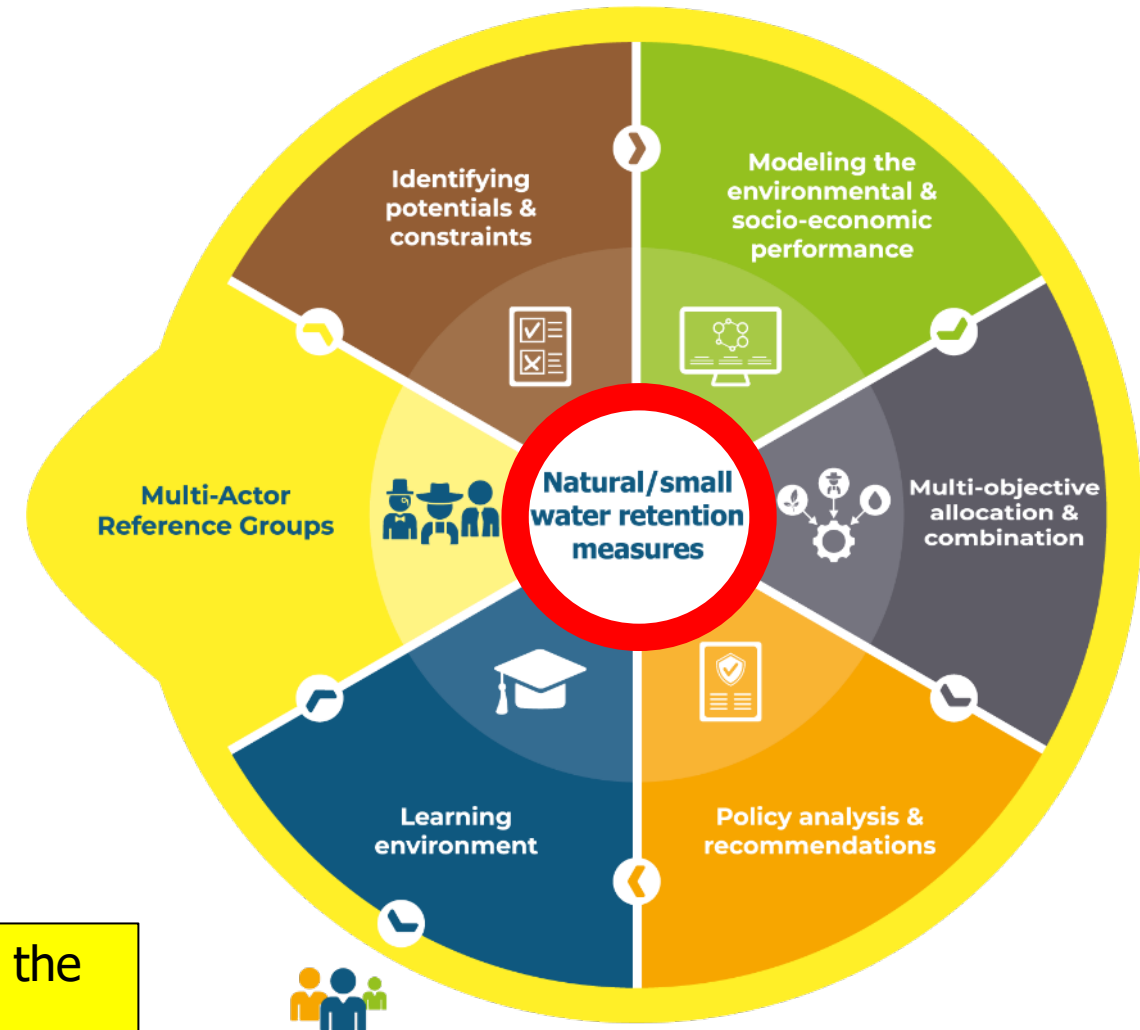 Identifying
potentials &
constraints
Modeling the
environmental &
socio-economic
performance
Multi-Actor
Reference Groups
Natural/small
water retention
measures
Multi-objective
allocation &
combination
Learning
environment
Policy analysis &
recommendations
the